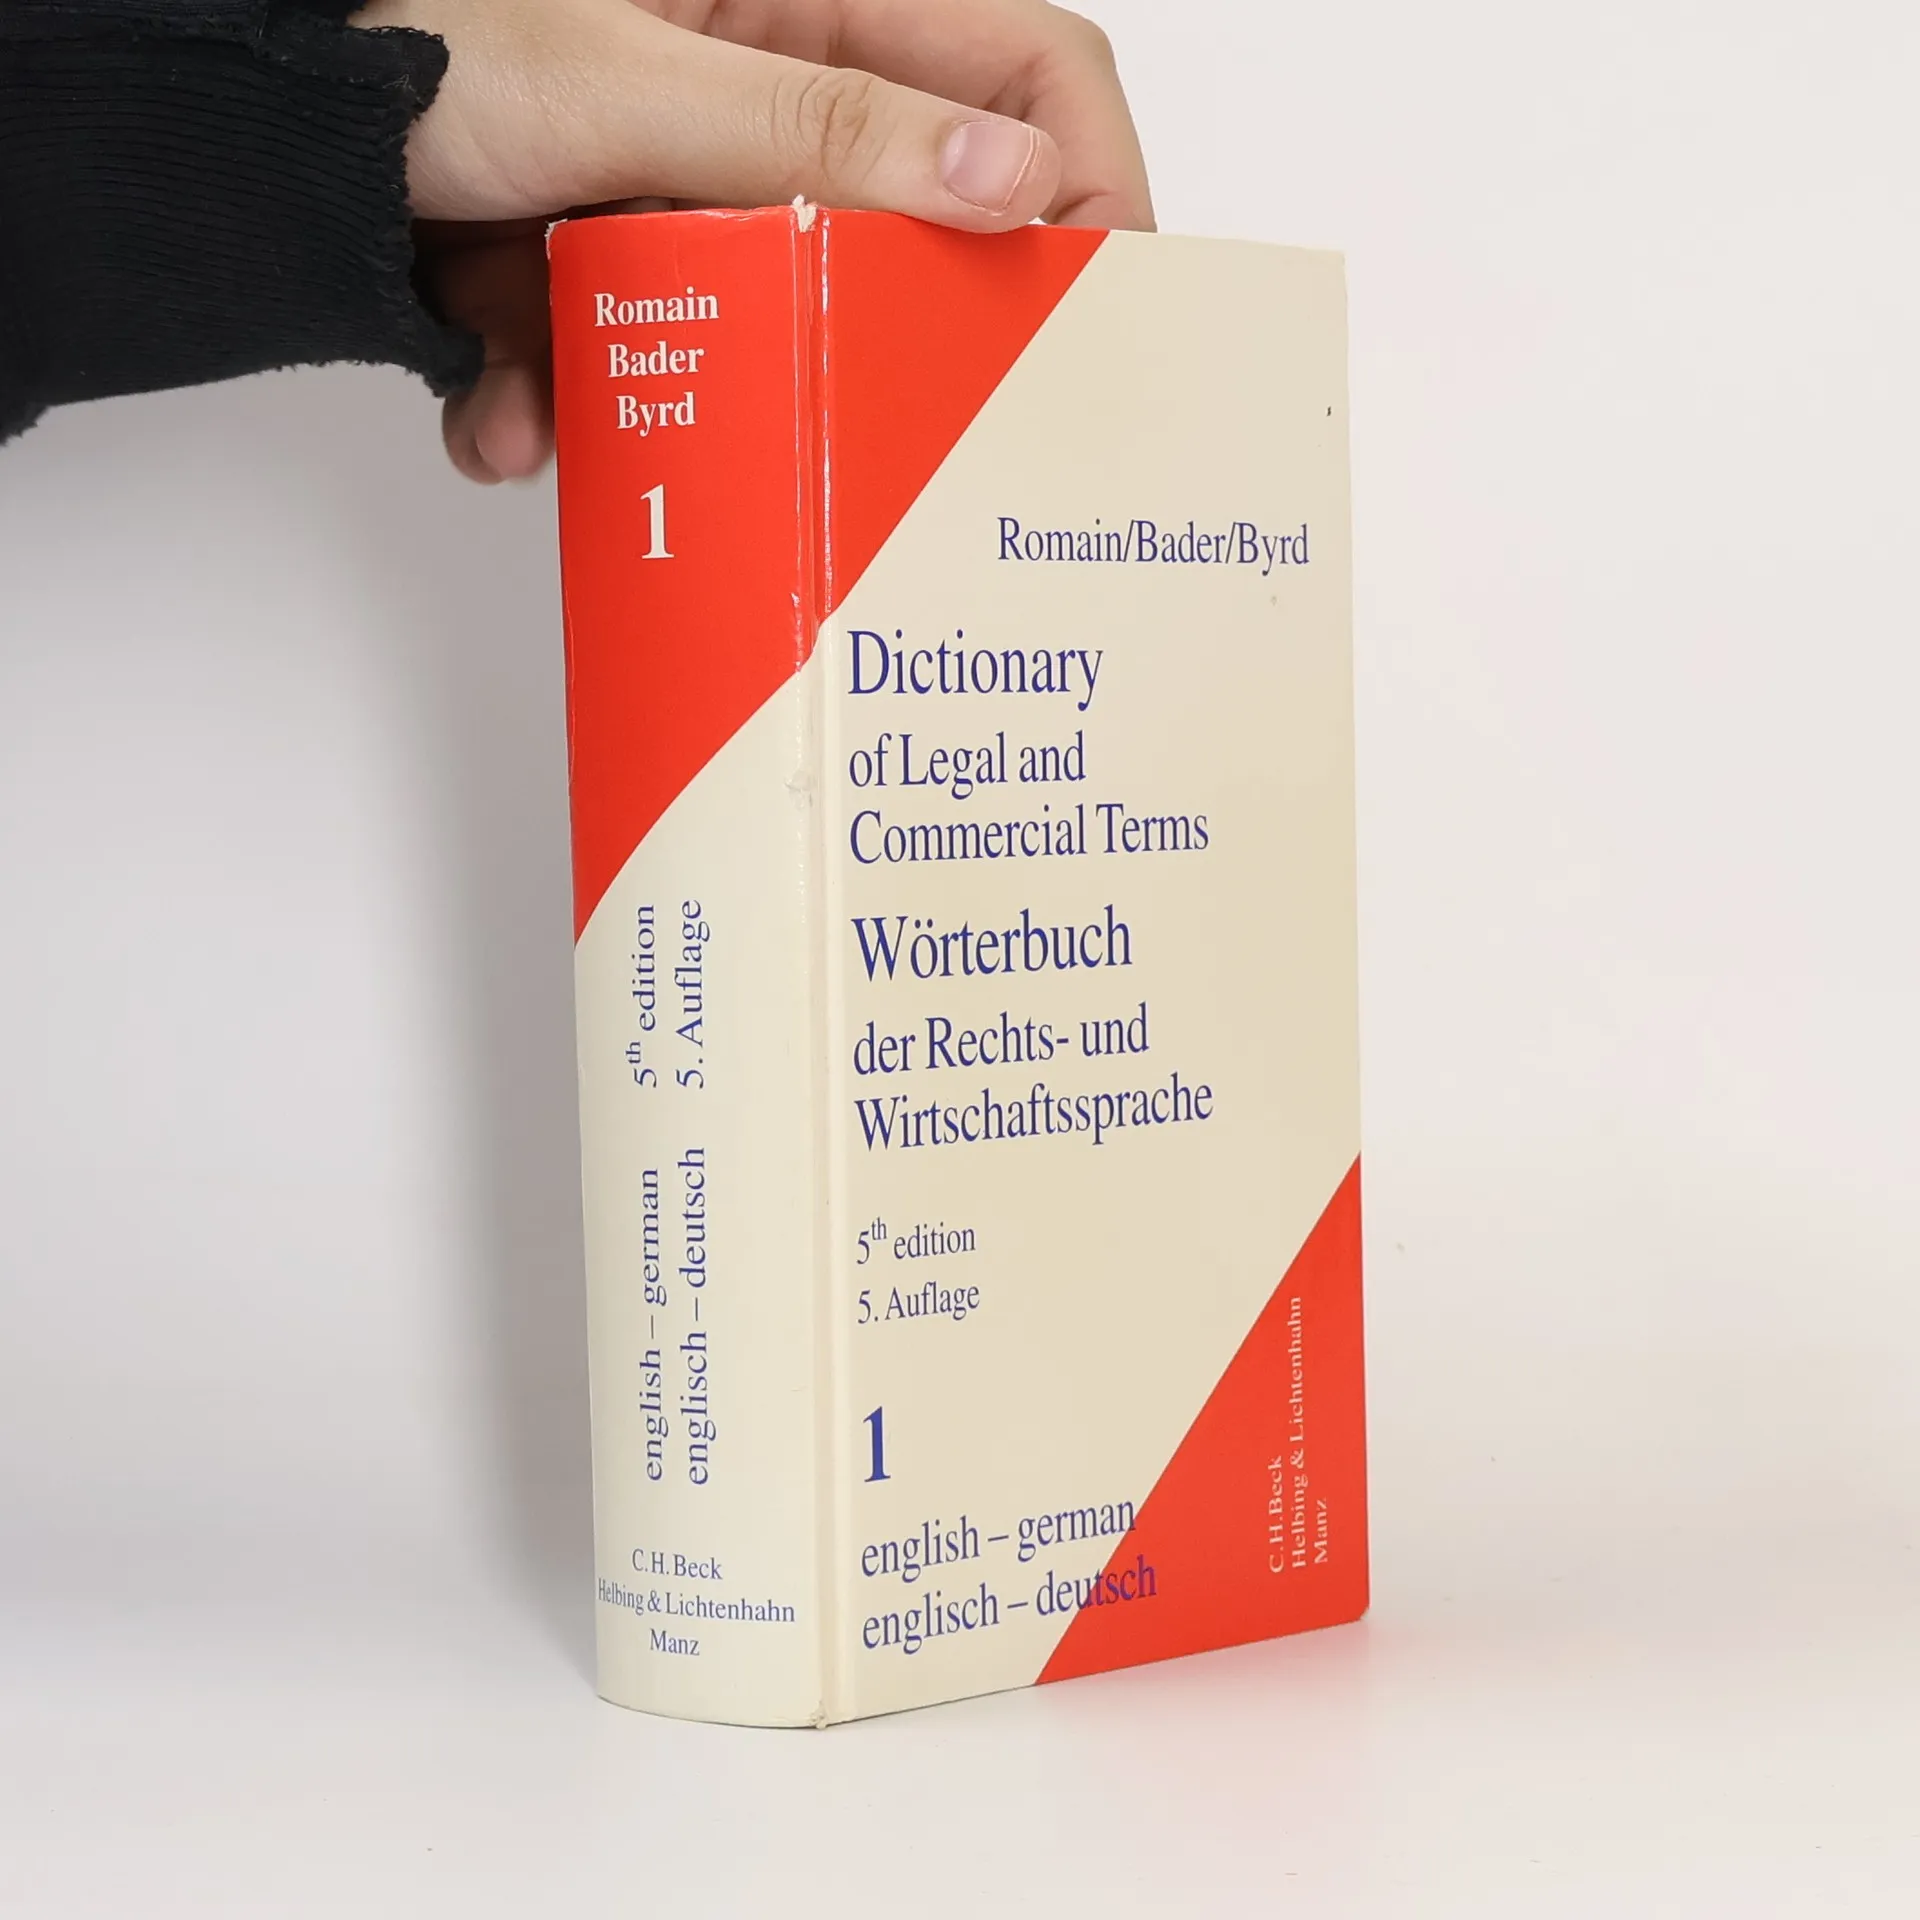 Romain
Bader
Byrd
1
5th edition
5. Auflage
english – german
englisch – deutsch
C.H.Beck
Helbing & Lichtenhahn
Manz
Romain/Bader/Byrd
Dictionary
of Legal and
Commercial Terms
Wörterbuch
der Rechts- und
Wirtschaftssprache
5th edition
5. Auflage
1
english – german
englisch – deutsch
C.H.Beck
Helbing & Lichtenhahn
Manz